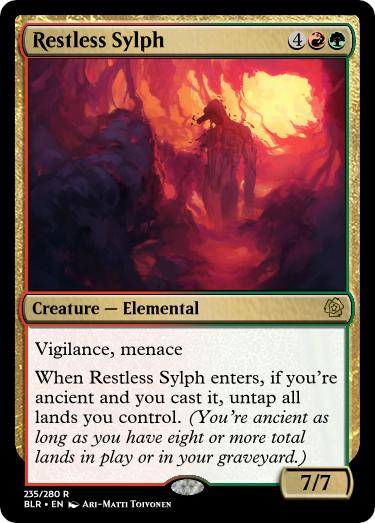 Restless Sylph 4
Creature — Elemental
Vigilance, menace
When Restless Sylph enters, if you're
ancient and you cast it, untap all
lands you control. (You're ancient as
long as you have eight or more total
lands in play or in your graveyard.)
7/7
235/280 R
BLR • EN Ari-Matti Toivonen